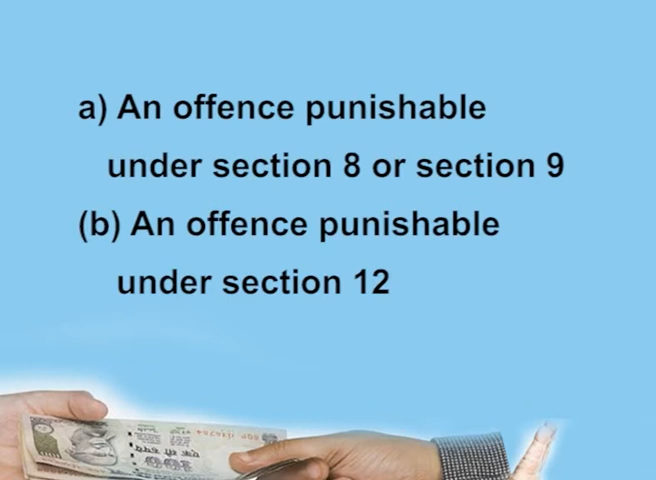 a) An offence punishable
under section 8 or section 9
(b) An offence punishable
under section 12